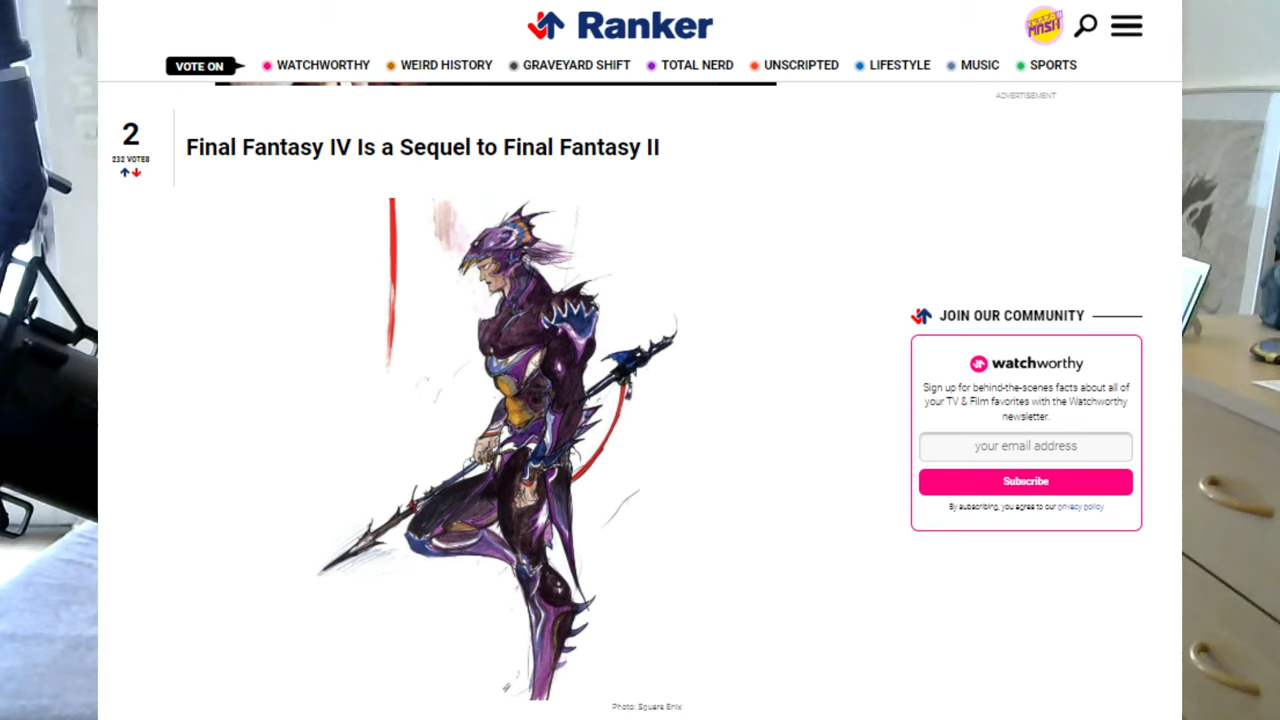 Ranker
MASH
VOTE ON
WATCHWORTHY
WEIRD HISTORY
GRAVEYARD SHIFT
TOTAL NERD
UNSCRIPTED
LIFESTYLE
MUSIC
SPORTS
ADVERTISEMENT
2
232 VOTES
Final Fantasy IV Is a Sequel to Final Fantasy II
JOIN OUR COMMUNITY
watchworthy
Sign up for behind-the-scenes facts about all of
your TV & Film favorites with the Watchworthy
newsletter.
your email address
Subscribe
By subscribing, you agree to our privacy policy
Photo: Square Enix